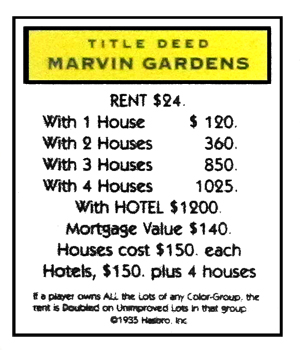 TITLE DEED
MARVIN GARDENS
RENT $24.
With 1 House $ 120.
With 2 Houses 360.
With 3 Houses 850.
With 4 Houses 1025.
With HOTEL $1200.
Mortgage Value $140.
Houses cost $150. each
Hotels, $150. plus 4 houses
If a player owns ALL the Lots of any Color-Group, the
rent is Doubled on Unimproved Lots in that group.
©1935 Hasbro, Inc